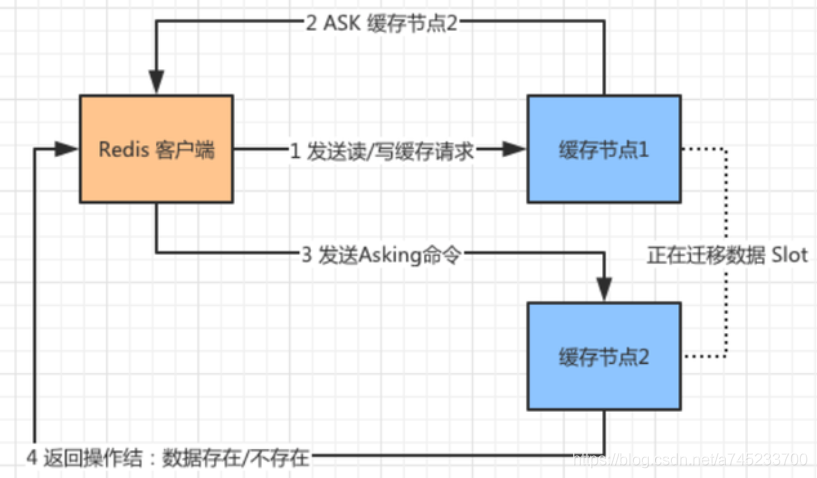 2 ASK 缓存节点2
Redis 客户端
1 发送读/写缓存请求
缓存节点1
3 发送Asking命令
正在迁移数据 Slot
缓存节点2
4 返回操作结：数据存在/不存在
https://blog.csdn.net/a745233700